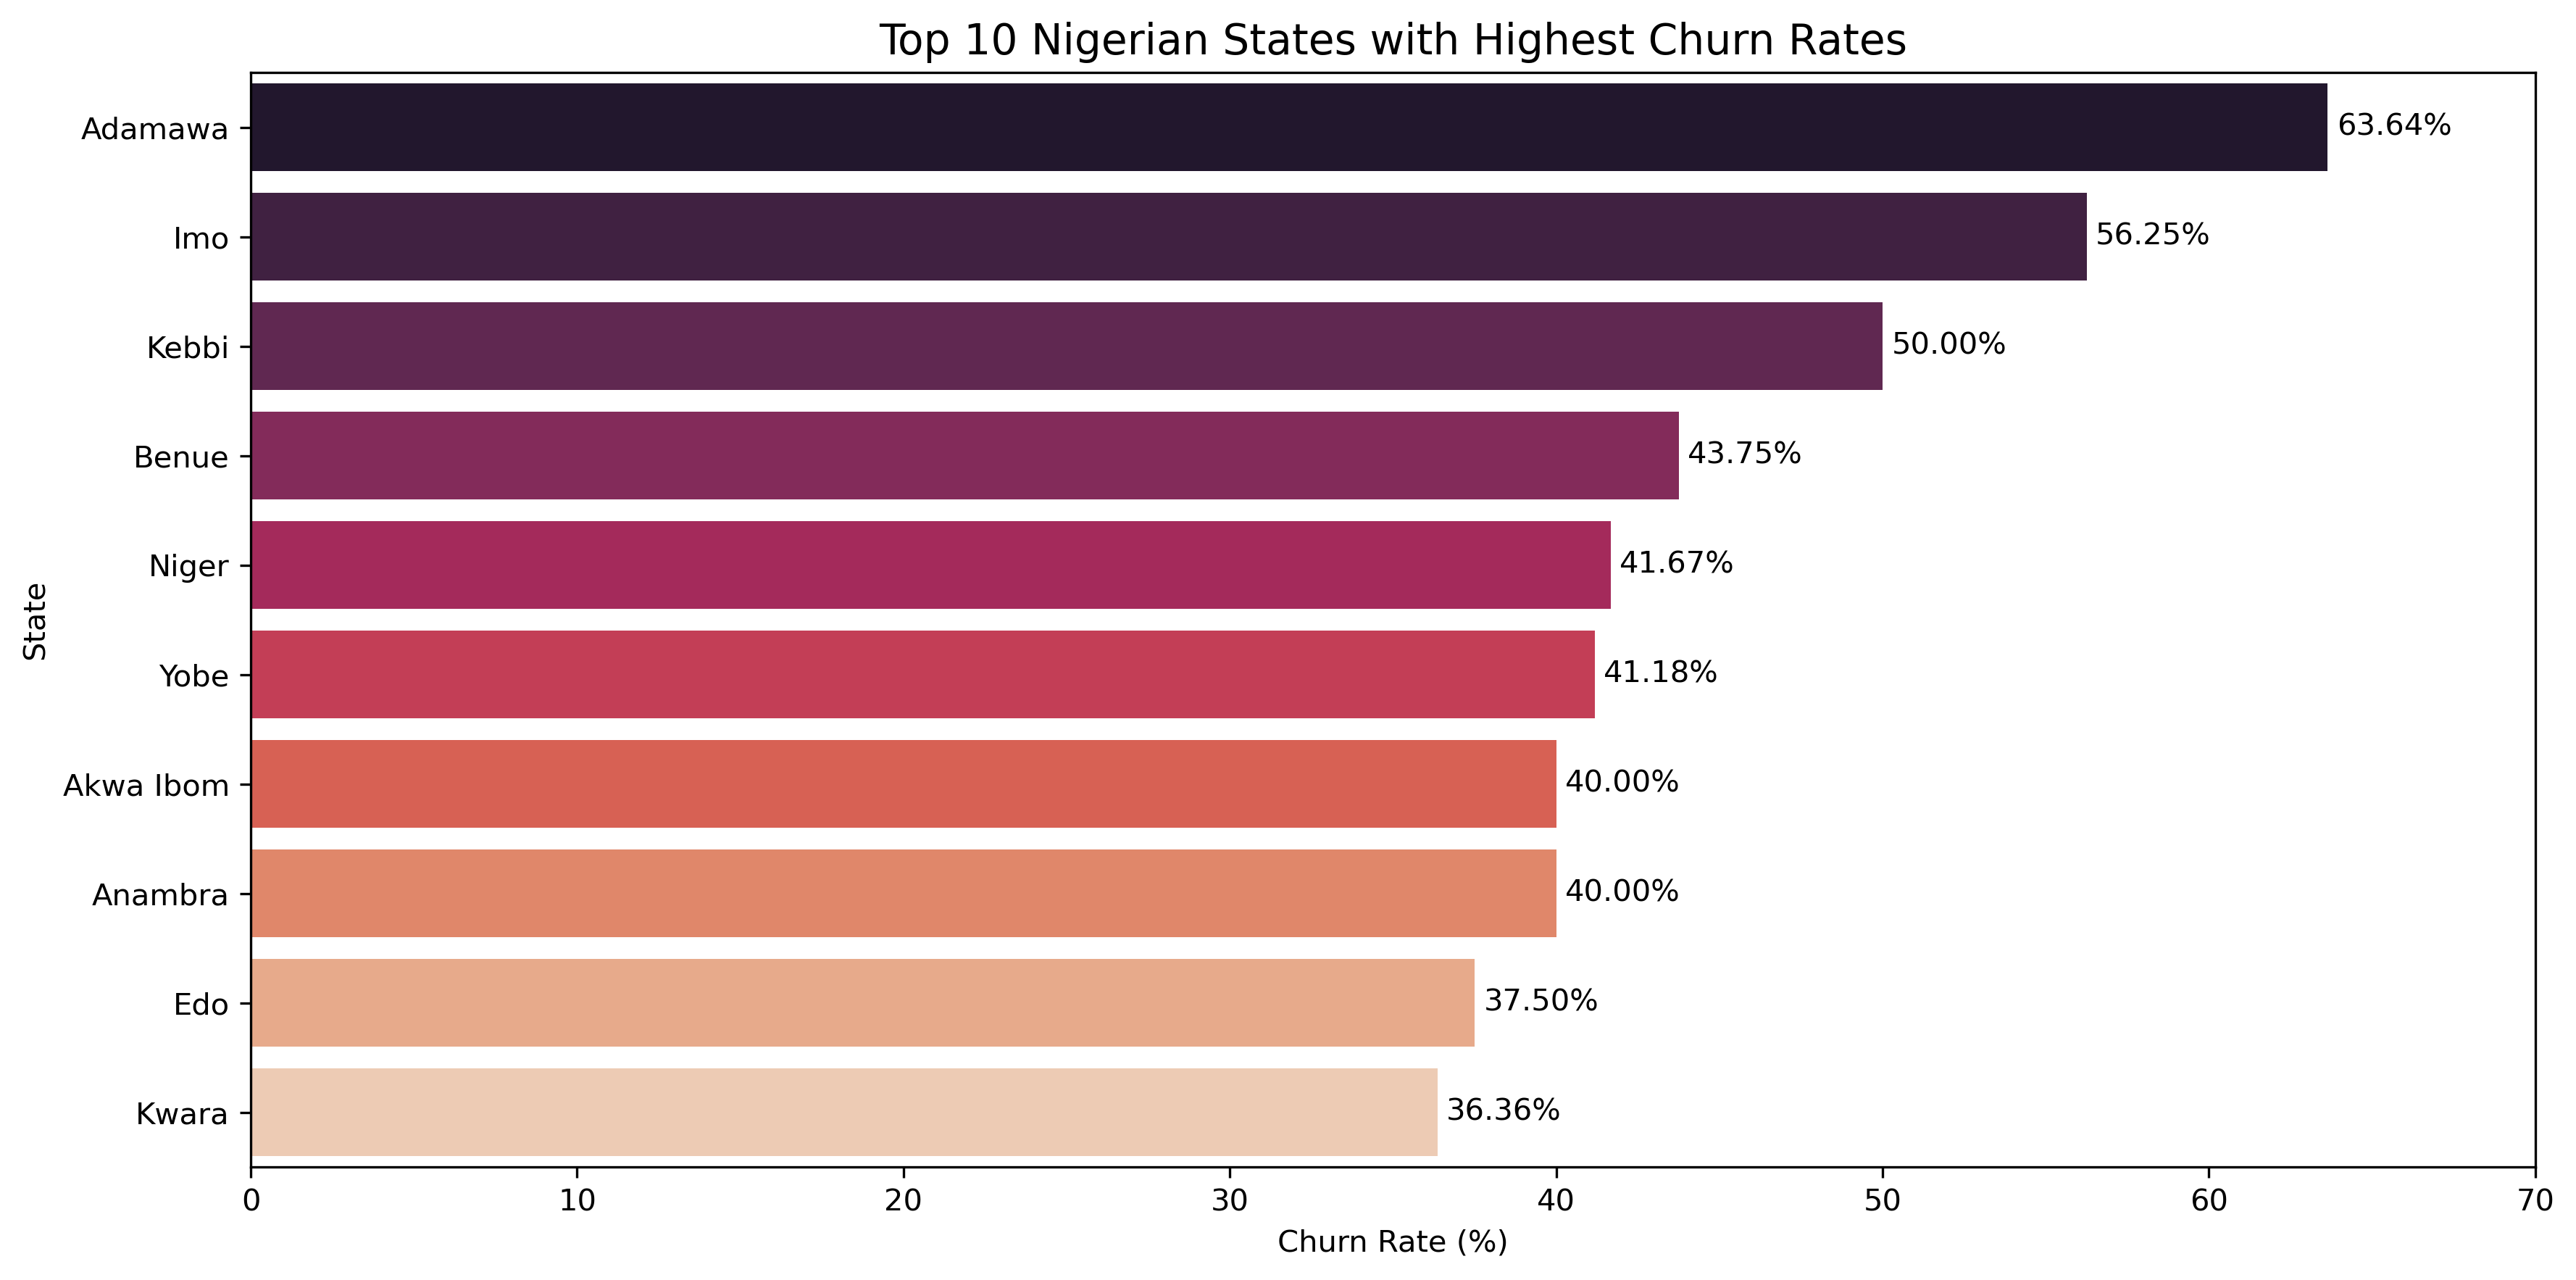 Top 10 Nigerian States with Highest Churn Rates
Adamawa 63.64%
Imo 56.25%
Kebbi 50.00%
Benue 43.75%
Niger 41.67%
Yobe 41.18%
Akwa Ibom 40.00%
Anambra 40.00%
Edo 37.50%
Kwara 36.36%
State
0 10 20 30 40 50 60 70
Churn Rate (%)